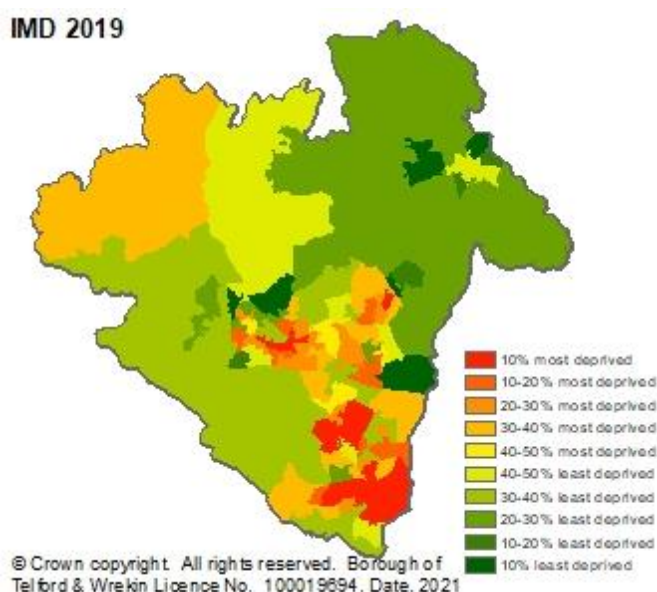 IMD 2019
10% most deprived
10-20% most deprived
20-30% most deprived
30-40% most deprived
40-50% most deprived
40-50% least deprived
30-40% least deprived
20-30% least deprived
10-20% least deprived
10% least deprived
© Crown copyright. All rights reserved. Borough of
Telford & Wrekin Licence No. 100019694. Date. 2021